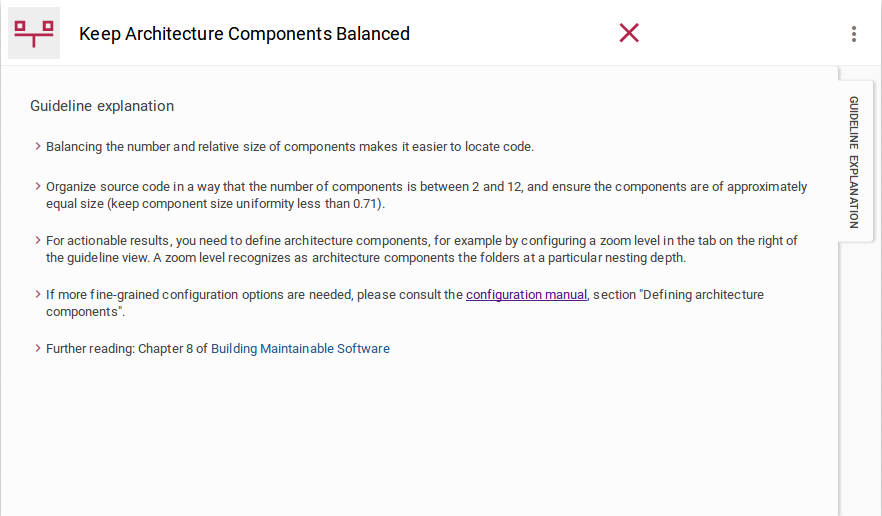 Keep Architecture Components Balanced
Guideline explanation
Balancing the number and relative size of components makes it easier to locate code.
Organize source code in a way that the number of components is between 2 and 12, and ensure the components are of approximately
equal size (keep component size uniformity less than 0.71).
For actionable results, you need to define architecture components, for example by configuring a zoom level in the tab on the right of
the guideline view. A zoom level recognizes as architecture components the folders at a particular nesting depth.
If more fine-grained configuration options are needed, please consult the configuration manual, section "Defining architecture
components".
Further reading: Chapter 8 of Building Maintainable Software
GUIDELINE EXPLANATION